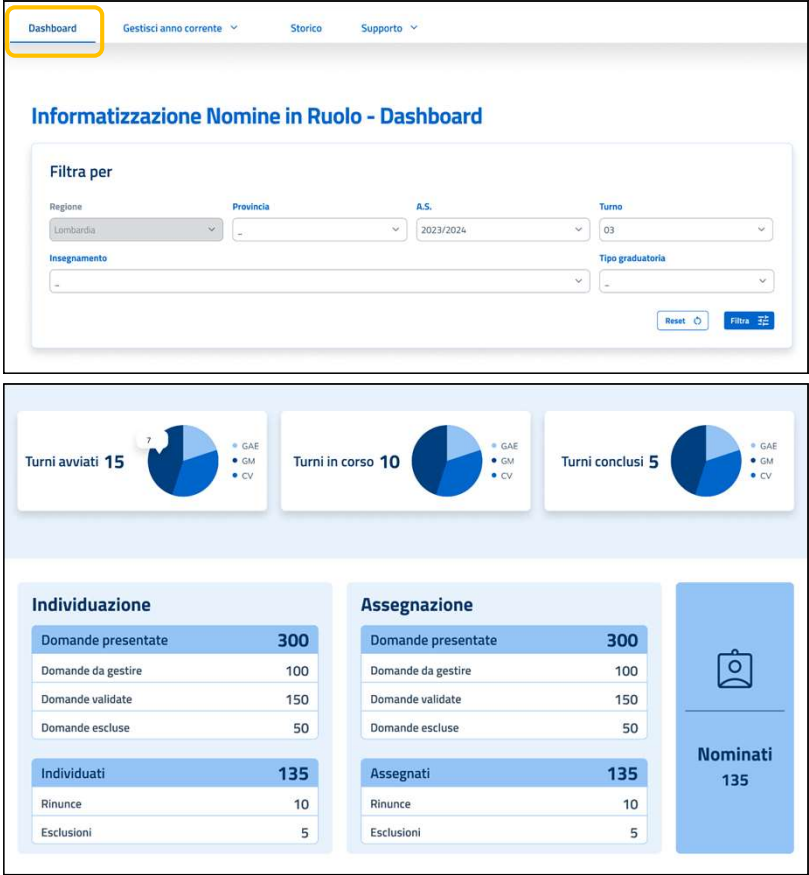 Dashboard Gestisci anno corrente Storico Supporto
Informatizzazione Nomine in Ruolo - Dashboard
Filtra per
Regione Provincia A.S. Turno
Lombardia - 2023/2024 03
Insegnamento Tipo graduatoria
- -
Reset Filtra
Turni avviati 15
7
GAE
GM
CV
Turni in corso 10
GAE
GM
CV
Turni conclusi 5
GAE
GM
CV
Individuazione
Domande presentate 300
Domande da gestire 100
Domande validate 150
Domande escluse 50
Individuati 135
Rinunce 10
Esclusioni 5
Assegnazione
Domande presentate 300
Domande da gestire 100
Domande validate 150
Domande escluse 50
Assegnati 135
Rinunce 10
Esclusioni 5
Nominati
135